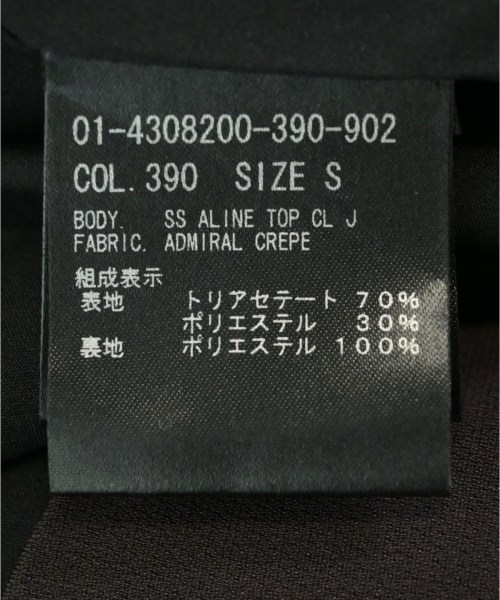 01-4308200-390-902
COL. 390 SIZE S
BODY. SS ALINE TOP CL J
FABRIC. ADMIRAL CREPE
組成表示
表地 トリアセテート 70%
ポリエステル 30%
裏地 ポリエステル 100%